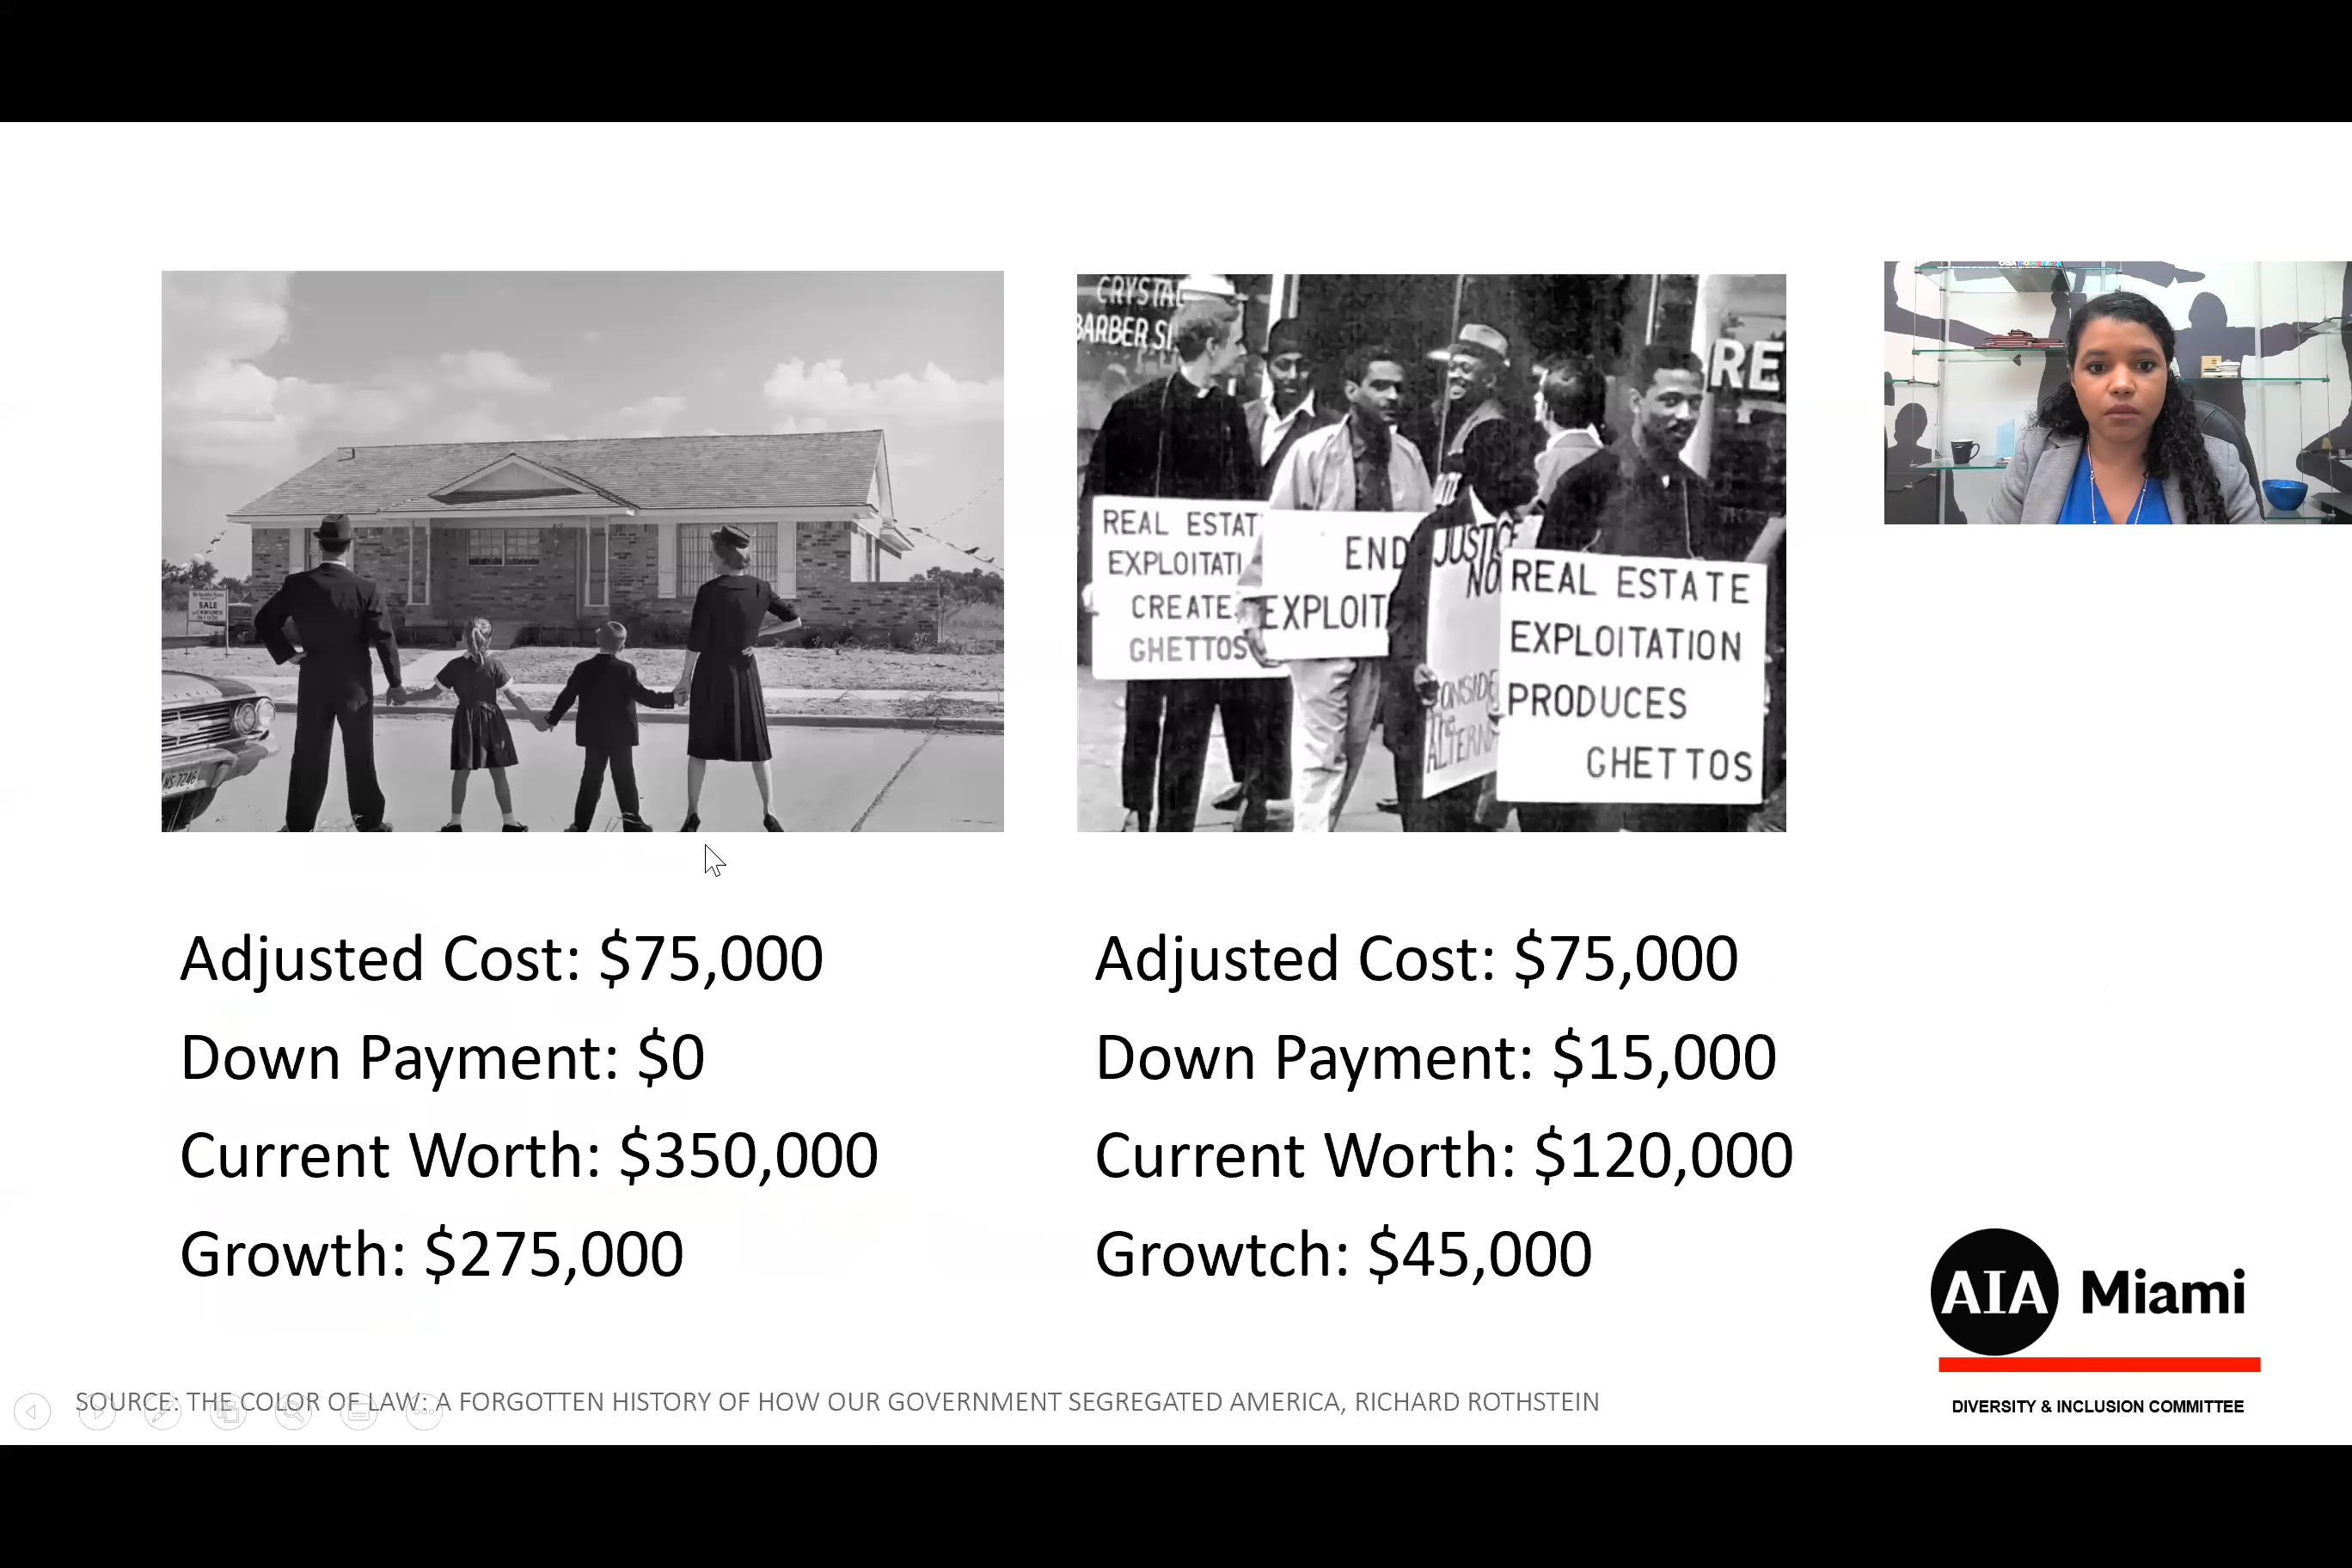 SALE
CRYSTAL
BARBER S
RE
REAL ESTAT
EXPLOITATI
CREATE
GHETTOS
END
EXPLOIT
JUSTICE
NO
ALTERN
REAL ESTATE
EXPLOITATION
PRODUCES
GHETTOS
Adjusted Cost: $75,000
Down Payment: $0
Current Worth: $350,000
Growth: $275,000
Adjusted Cost: $75,000
Down Payment: $15,000
Current Worth: $120,000
Growtch: $45,000
AIA Miami
DIVERSITY & INCLUSION COMMITTEE
SOURCE: THE COLOR OF LAW: A FORGOTTEN HISTORY OF HOW OUR GOVERNMENT SEGREGATED AMERICA, RICHARD ROTHSTEIN